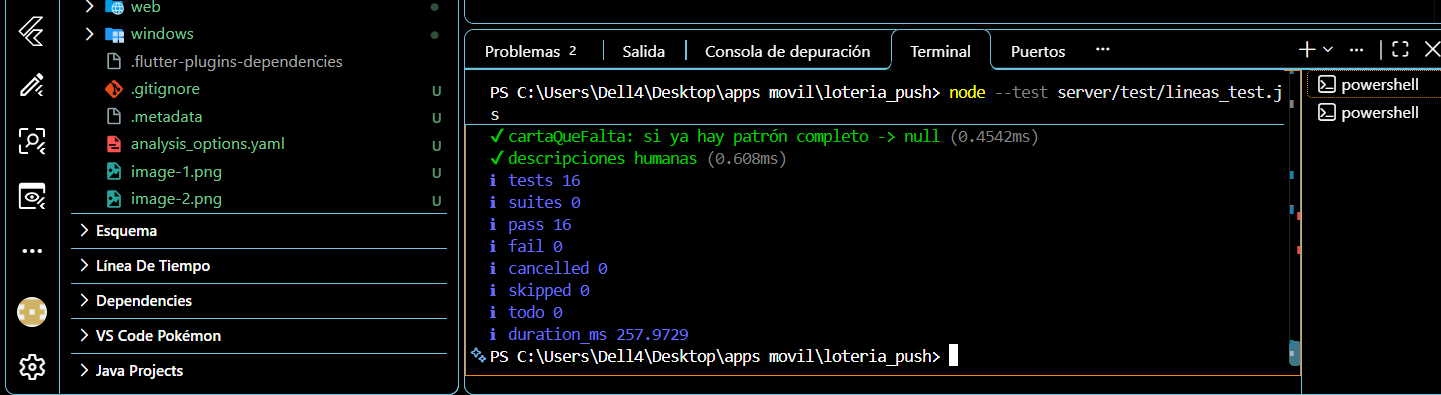 web
windows
.flutter-plugins-dependencies
.gitignore U
.metadata U
analysis_options.yaml U
image-1.png U
image-2.png U
Esquema
Línea De Tiempo
Dependencies
VS Code Pokémon
Java Projects
Problemas 2 Salida Consola de depuración Terminal Puertos
PS C:\Users\Dell4\Desktop\apps movil\loteria_push> node --test server/test/lineas_test.j
s
✓ cartaQueFalta: si ya hay patrón completo -> null (0.4542ms)
✓ descripciones humanas (0.608ms)
ℹ tests 16
ℹ suites 0
ℹ pass 16
ℹ fail 0
ℹ cancelled 0
ℹ skipped 0
ℹ todo 0
ℹ duration_ms 257.9729
PS C:\Users\Dell4\Desktop\apps movil\loteria_push>
powershell
powershell